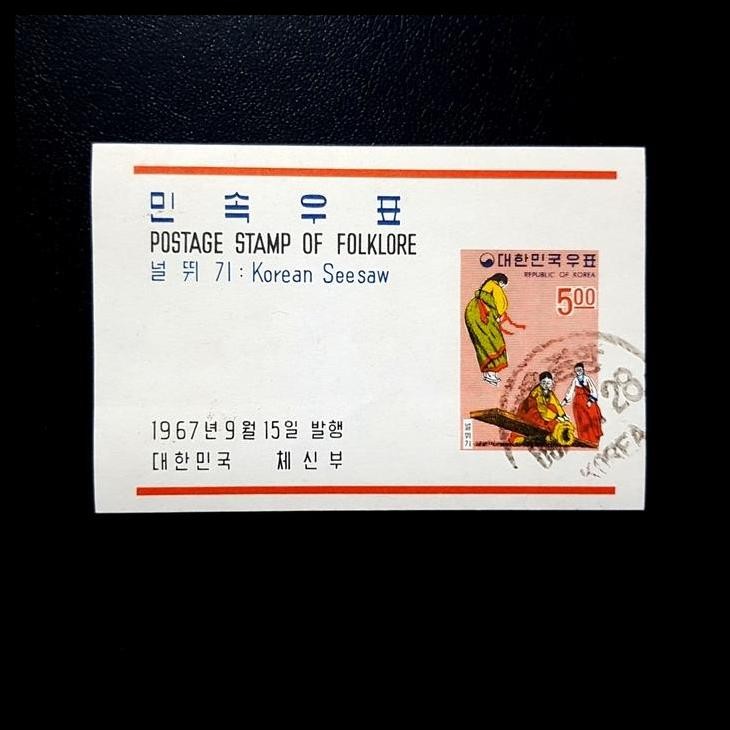 민속우표
POSTAGE STAMP OF FOLKLORE
널뛰기: Korean Seesaw
대한민국우표
REPUBLIC OF KOREA
500
널뛰기
28
KOREA
1967년 9월 15일 발행
대한민국 체신부